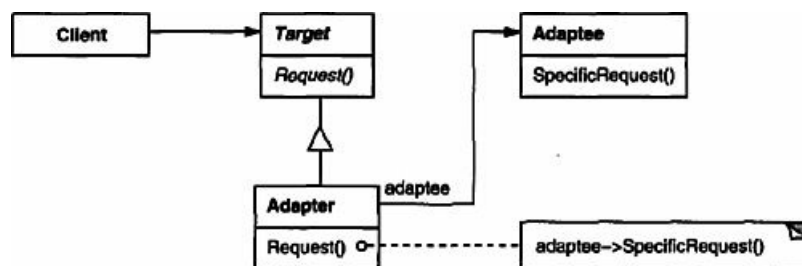 Client
Target
Request()
Adaptee
SpecificRequest()
adaptee
Adapter
Request()
adaptee->SpecificRequest()